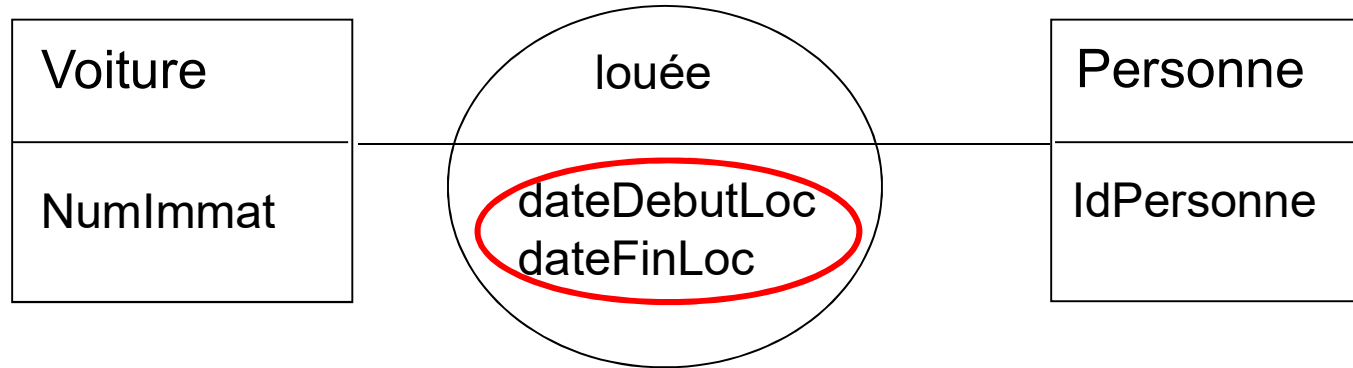 Voiture
NumImmat
louée
dateDebutLoc
dateFinLoc
Personne
IdPersonne